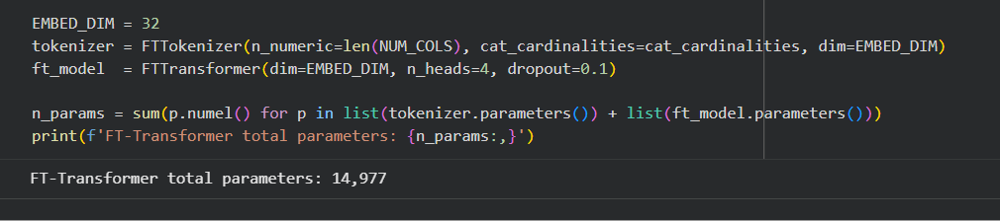 EMBED_DIM = 32
tokenizer = FTTokenizer(n_numeric=len(NUM_COLS), cat_cardinalities=cat_cardinalities, dim=EMBED_DIM)
ft_model  = FTTransformer(dim=EMBED_DIM, n_heads=4, dropout=0.1)
n_params = sum(p.numel() for p in list(tokenizer.parameters()) + list(ft_model.parameters()))
print(f'FT-Transformer total parameters: {n_params:,}')
FT-Transformer total parameters: 14,977